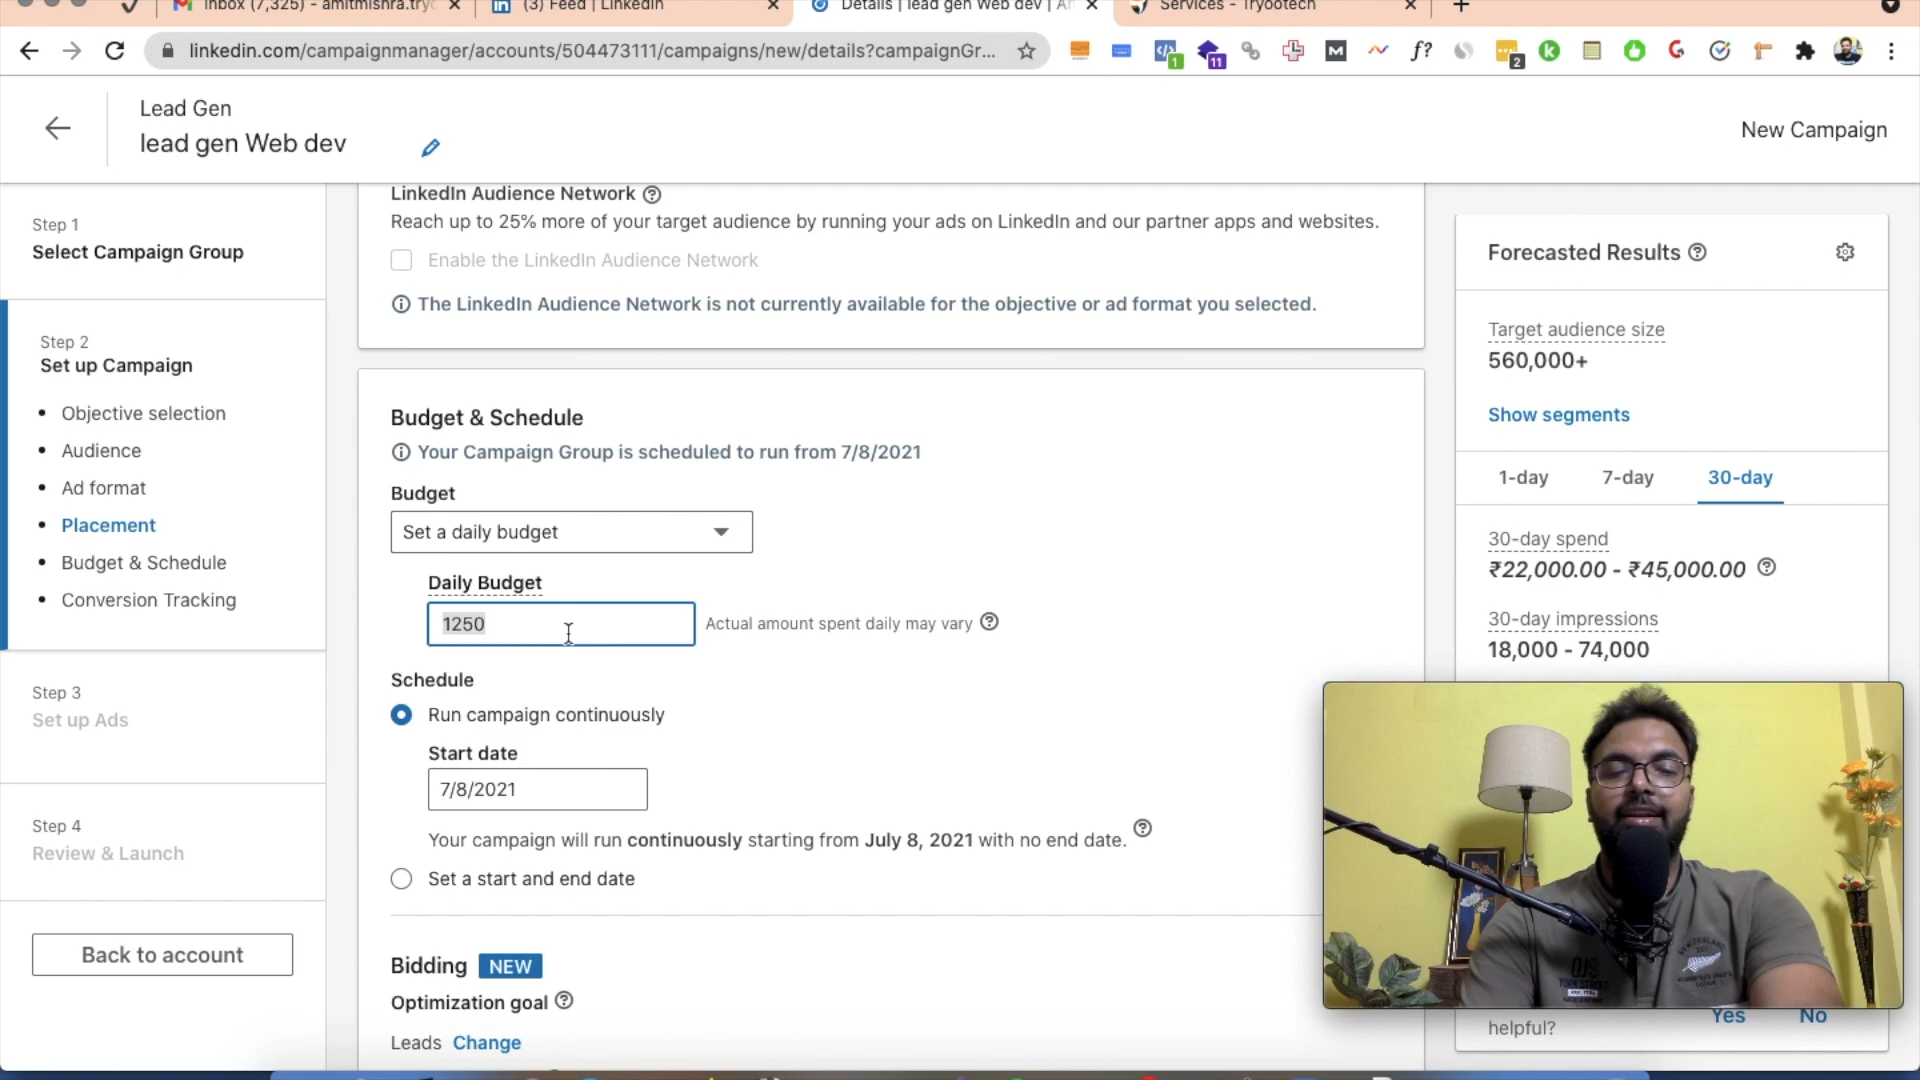 Inbox (7,325) - amitmishra.tryo
(3) Feed | LinkedIn
Details | lead gen Web dev | Am
Services - Tryootech
linkedin.com/campaignmanager/accounts/504473111/campaigns/new/details?campaignGr...
1
11
f?
2
Lead Gen
lead gen Web dev
New Campaign
Step 1
Select Campaign Group
Step 2
Set up Campaign
Objective selection
Audience
Ad format
Placement
Budget & Schedule
Conversion Tracking
Step 3
Set up Ads
Step 4
Review & Launch
Back to account
LinkedIn Audience Network
Reach up to 25% more of your target audience by running your ads on LinkedIn and our partner apps and websites.
Enable the LinkedIn Audience Network
The LinkedIn Audience Network is not currently available for the objective or ad format you selected.
Budget & Schedule
Your Campaign Group is scheduled to run from 7/8/2021
Budget
Set a daily budget
Daily Budget
1250
Actual amount spent daily may vary
Schedule
Run campaign continuously
Start date
7/8/2021
Your campaign will run continuously starting from July 8, 2021 with no end date.
Set a start and end date
Bidding NEW
Optimization goal
Leads Change
Forecasted Results
Target audience size
560,000+
Show segments
1-day 7-day 30-day
30-day spend
₹22,000.00 - ₹45,000.00
30-day impressions
18,000 - 74,000
NEW ZEALAND
helpful?
Yes No